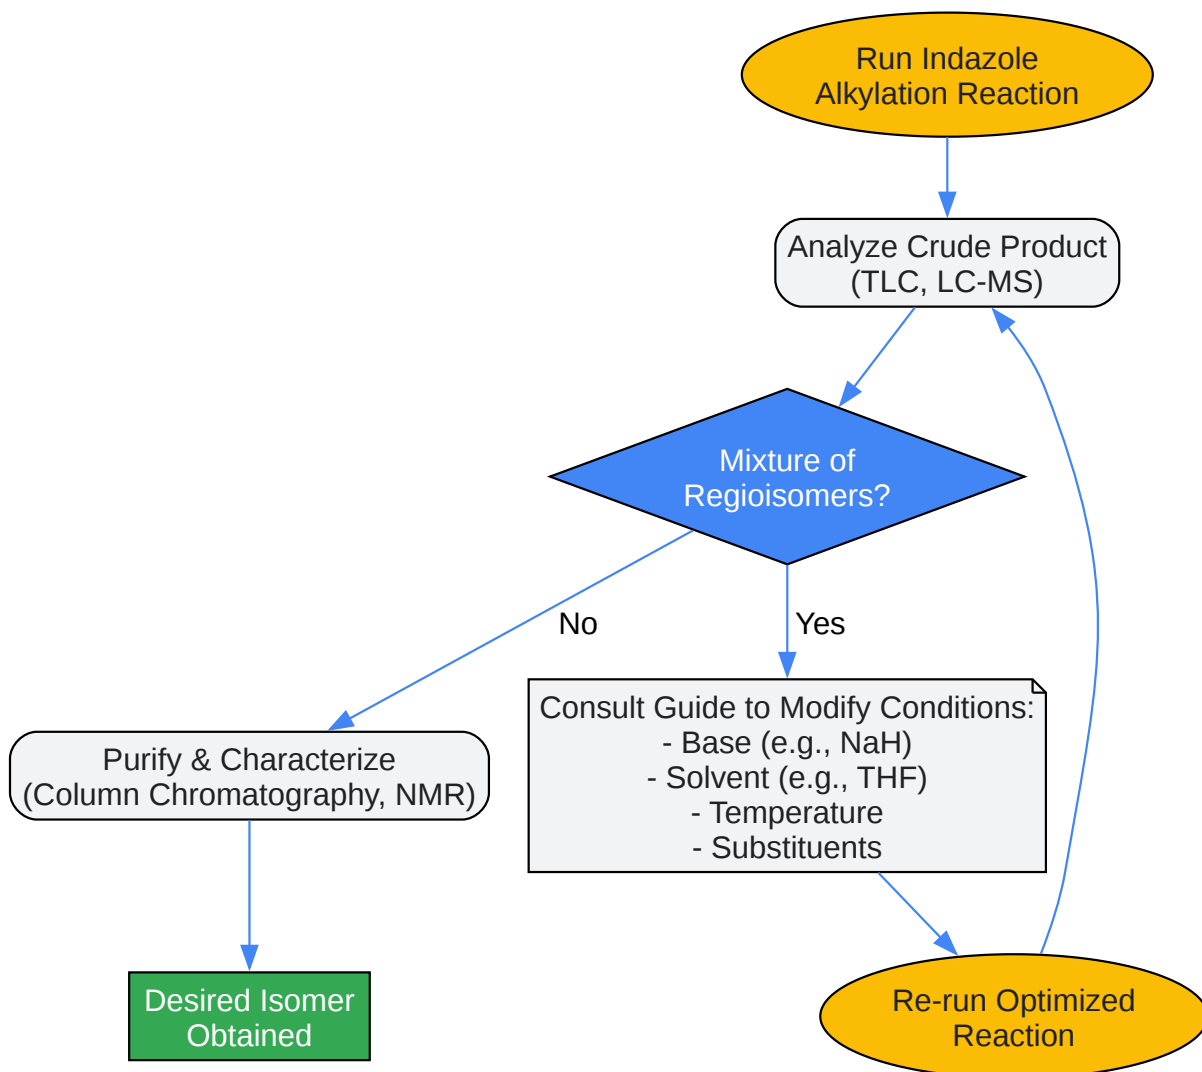 Run Indazole
Alkylation Reaction
Analyze Crude Product
(TLC, LC-MS)
Mixture of
Regioisomers?
No
Yes
Consult Guide to Modify Conditions:
- Base (e.g., NaH)
- Solvent (e.g., THF)
- Temperature
- Substituents
Purify & Characterize
(Column Chromatography, NMR)
Desired Isomer
Obtained
Re-run Optimized
Reaction